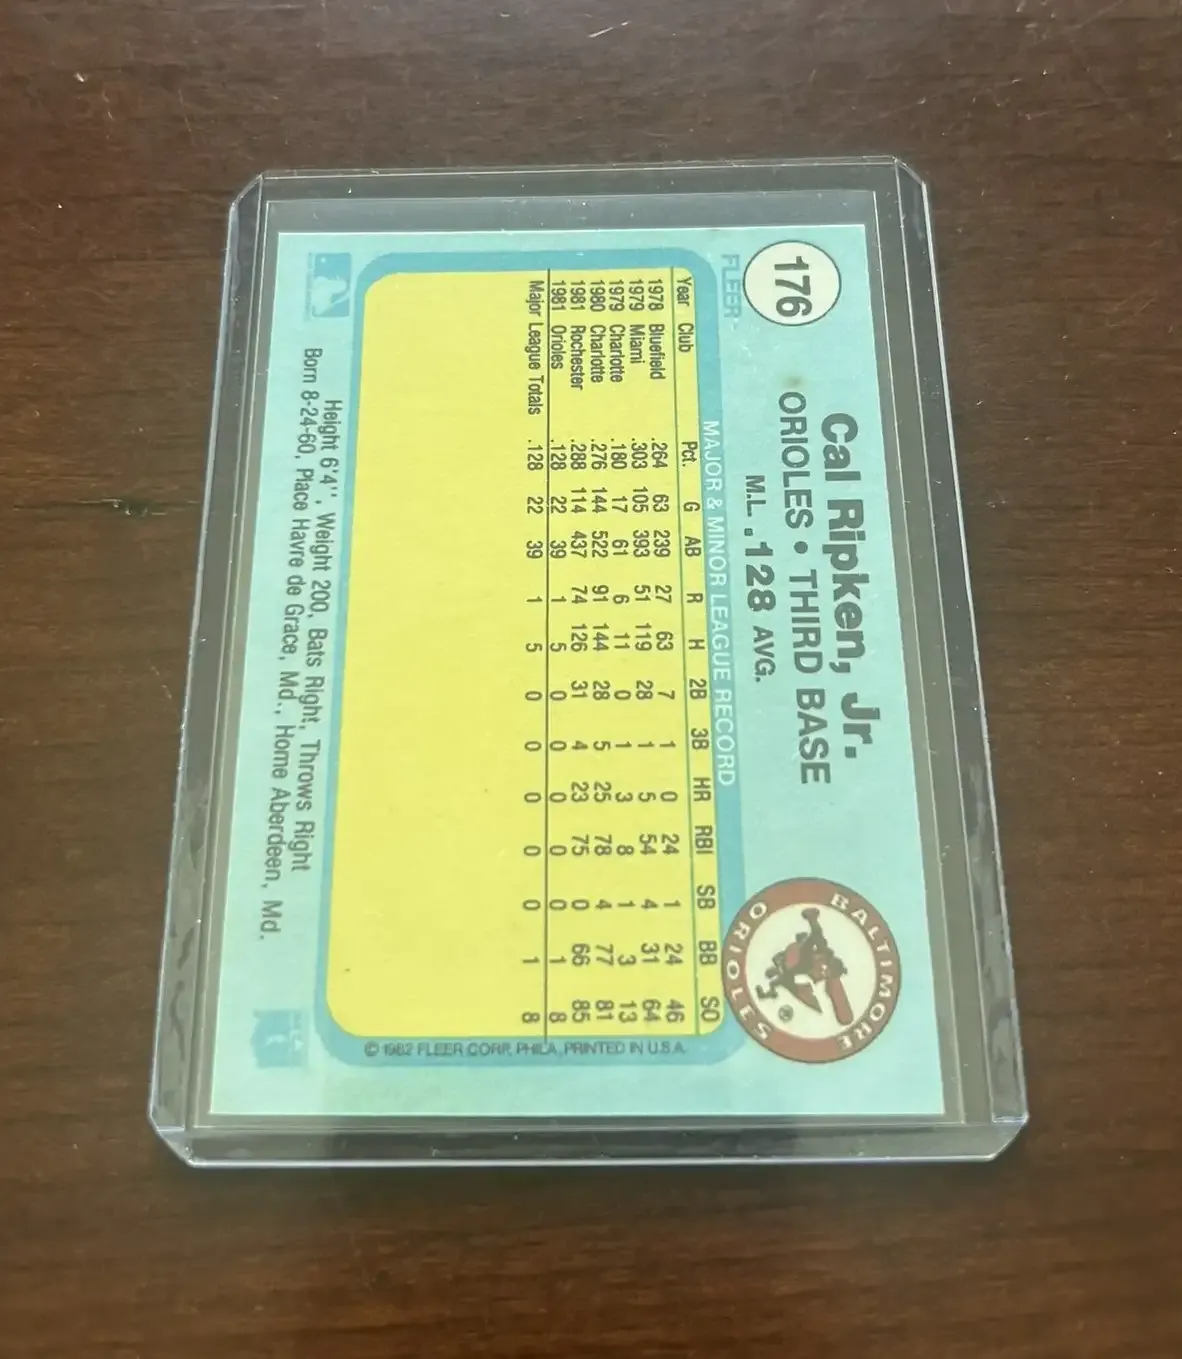 176
FLEER
Cal Ripken, Jr.
ORIOLES • THIRD BASE
M.L. .128 AVG.
BALTIMORE ORIOLES ®
MAJOR & MINOR LEAGUE RECORD
Year Club Pct. G AB R H 2B 3B HR RBI SB BB SO
1978 Bluefield .264 63 239 27 63 7 1 0 24 1 24 46
1979 Miami .303 105 393 51 119 28 1 5 54 4 31 64
1979 Charlotte .180 17 61 6 11 0 1 3 8 1 3 13
1980 Charlotte .276 144 522 91 144 28 5 25 78 4 77 81
1981 Rochester .288 114 437 74 126 31 4 23 75 0 66 85
1981 Orioles .128 22 39 1 5 0 0 0 0 0 1 8
Major League Totals .128 22 39 1 5 0 0 0 0 0 1 8
© 1982 FLEER CORP. PHILA. PRINTED IN U.S.A.
Height 6'4'', Weight 200, Bats Right, Throws Right
Born 8-24-60, Place Havre de Grace, Md., Home Aberdeen, Md.